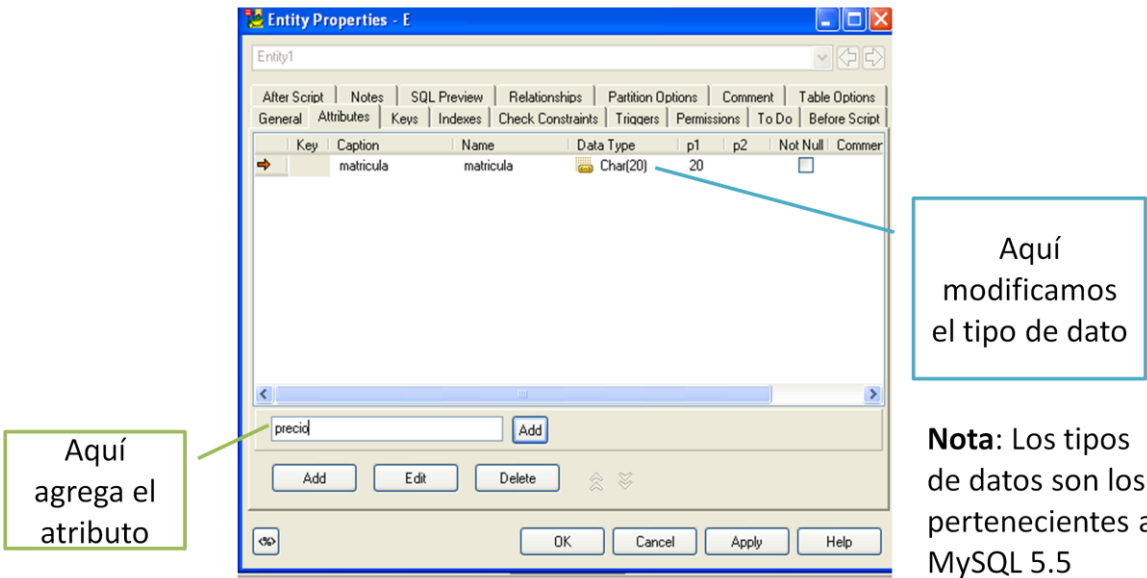 Entity Properties - E
Entity1
After Script Notes SQL Preview Relationships Partition Options Comment Table Options
General Attributes Keys Indexes Check Constraints Triggers Permissions To Do Before Script
Key Caption Name Data Type p1 p2 Not Null Commer
matricula matricula Char(20) 20
Aquí
modificamos
el tipo de dato
precio Add
Aquí
agrega el
atributo
Add Edit Delete
OK Cancel Apply Help
Nota: Los tipos
de datos son los
pertenecientes a
MySQL 5.5